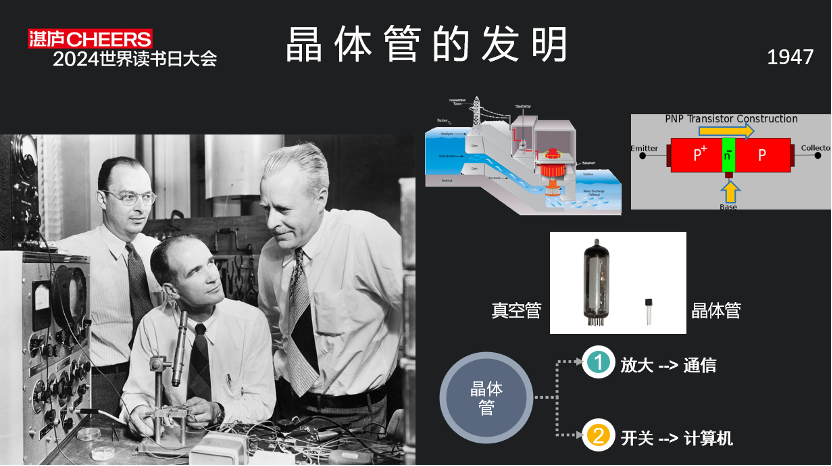 湛庐CHEERS
2024世界读书日大会
晶体管的发明
1947
PNP Transistor Construction
Emitter
P+
n-
P
Collecto
Base
真空管
晶体管
晶体
管
1
放大 --> 通信
2
开关 --> 计算机